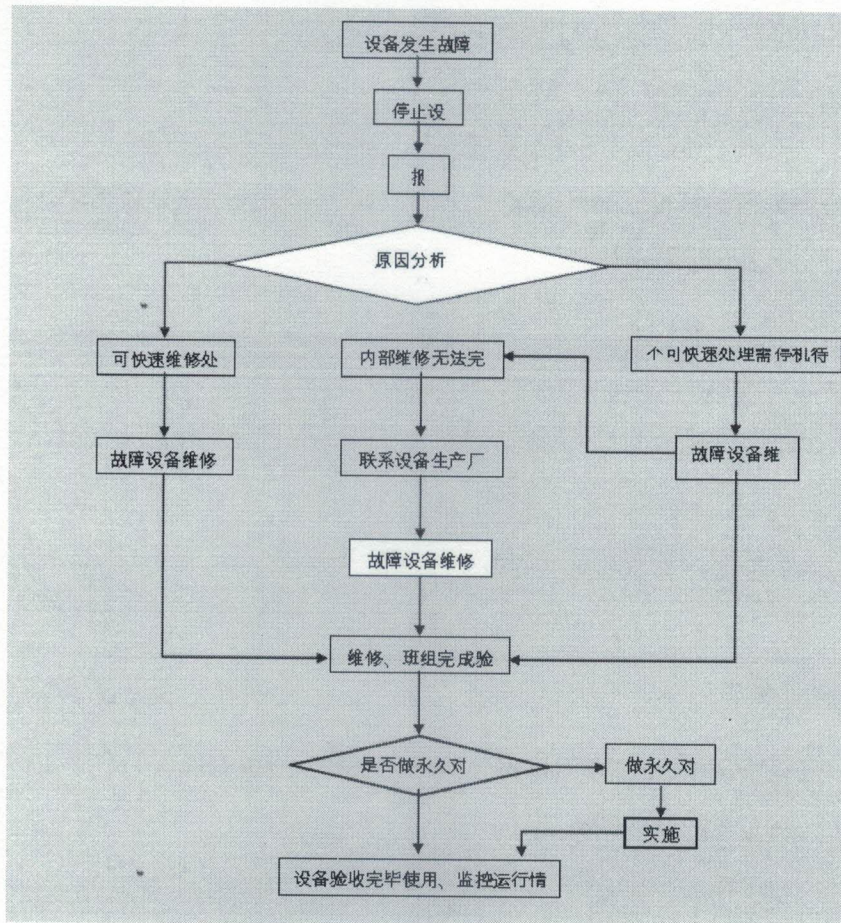 设备发生故障
停止设
报
原因分析
可快速维修处
内部维修无法完
个可快速处理需停机待
故障设备维修
联系设备生产厂
故障设备维
故障设备维修
维修、班组完成验
是否做永久对
做永久对
实施
设备验收完毕使用、监控运行情